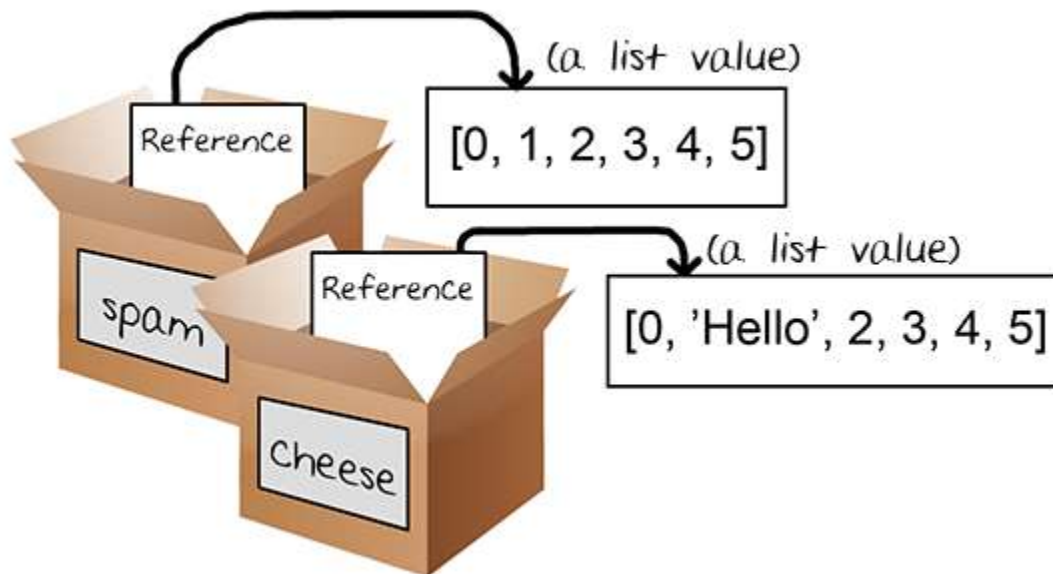 (a list value)
Reference
[0, 1, 2, 3, 4, 5]
spam
(a list value)
Reference
[0, ’Hello’, 2, 3, 4, 5]
Cheese